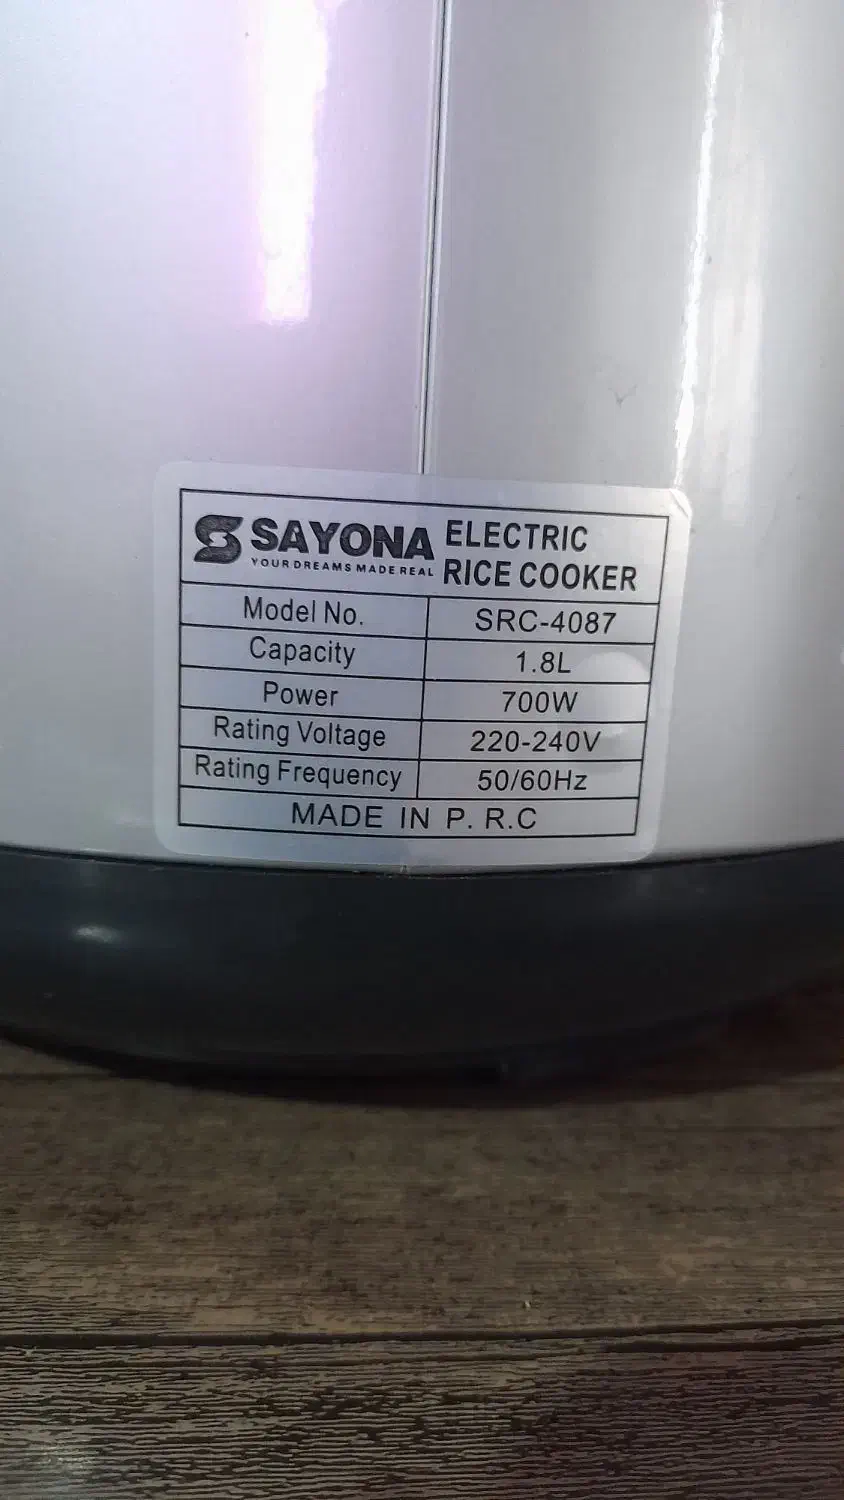 SAYONA
YOUR DREAMS MADE REAL
ELECTRIC
RICE COOKER
Model No. SRC-4087
Capacity 1.8L
Power 700W
Rating Voltage 220-240V
Rating Frequency 50/60Hz
MADE IN P. R.C